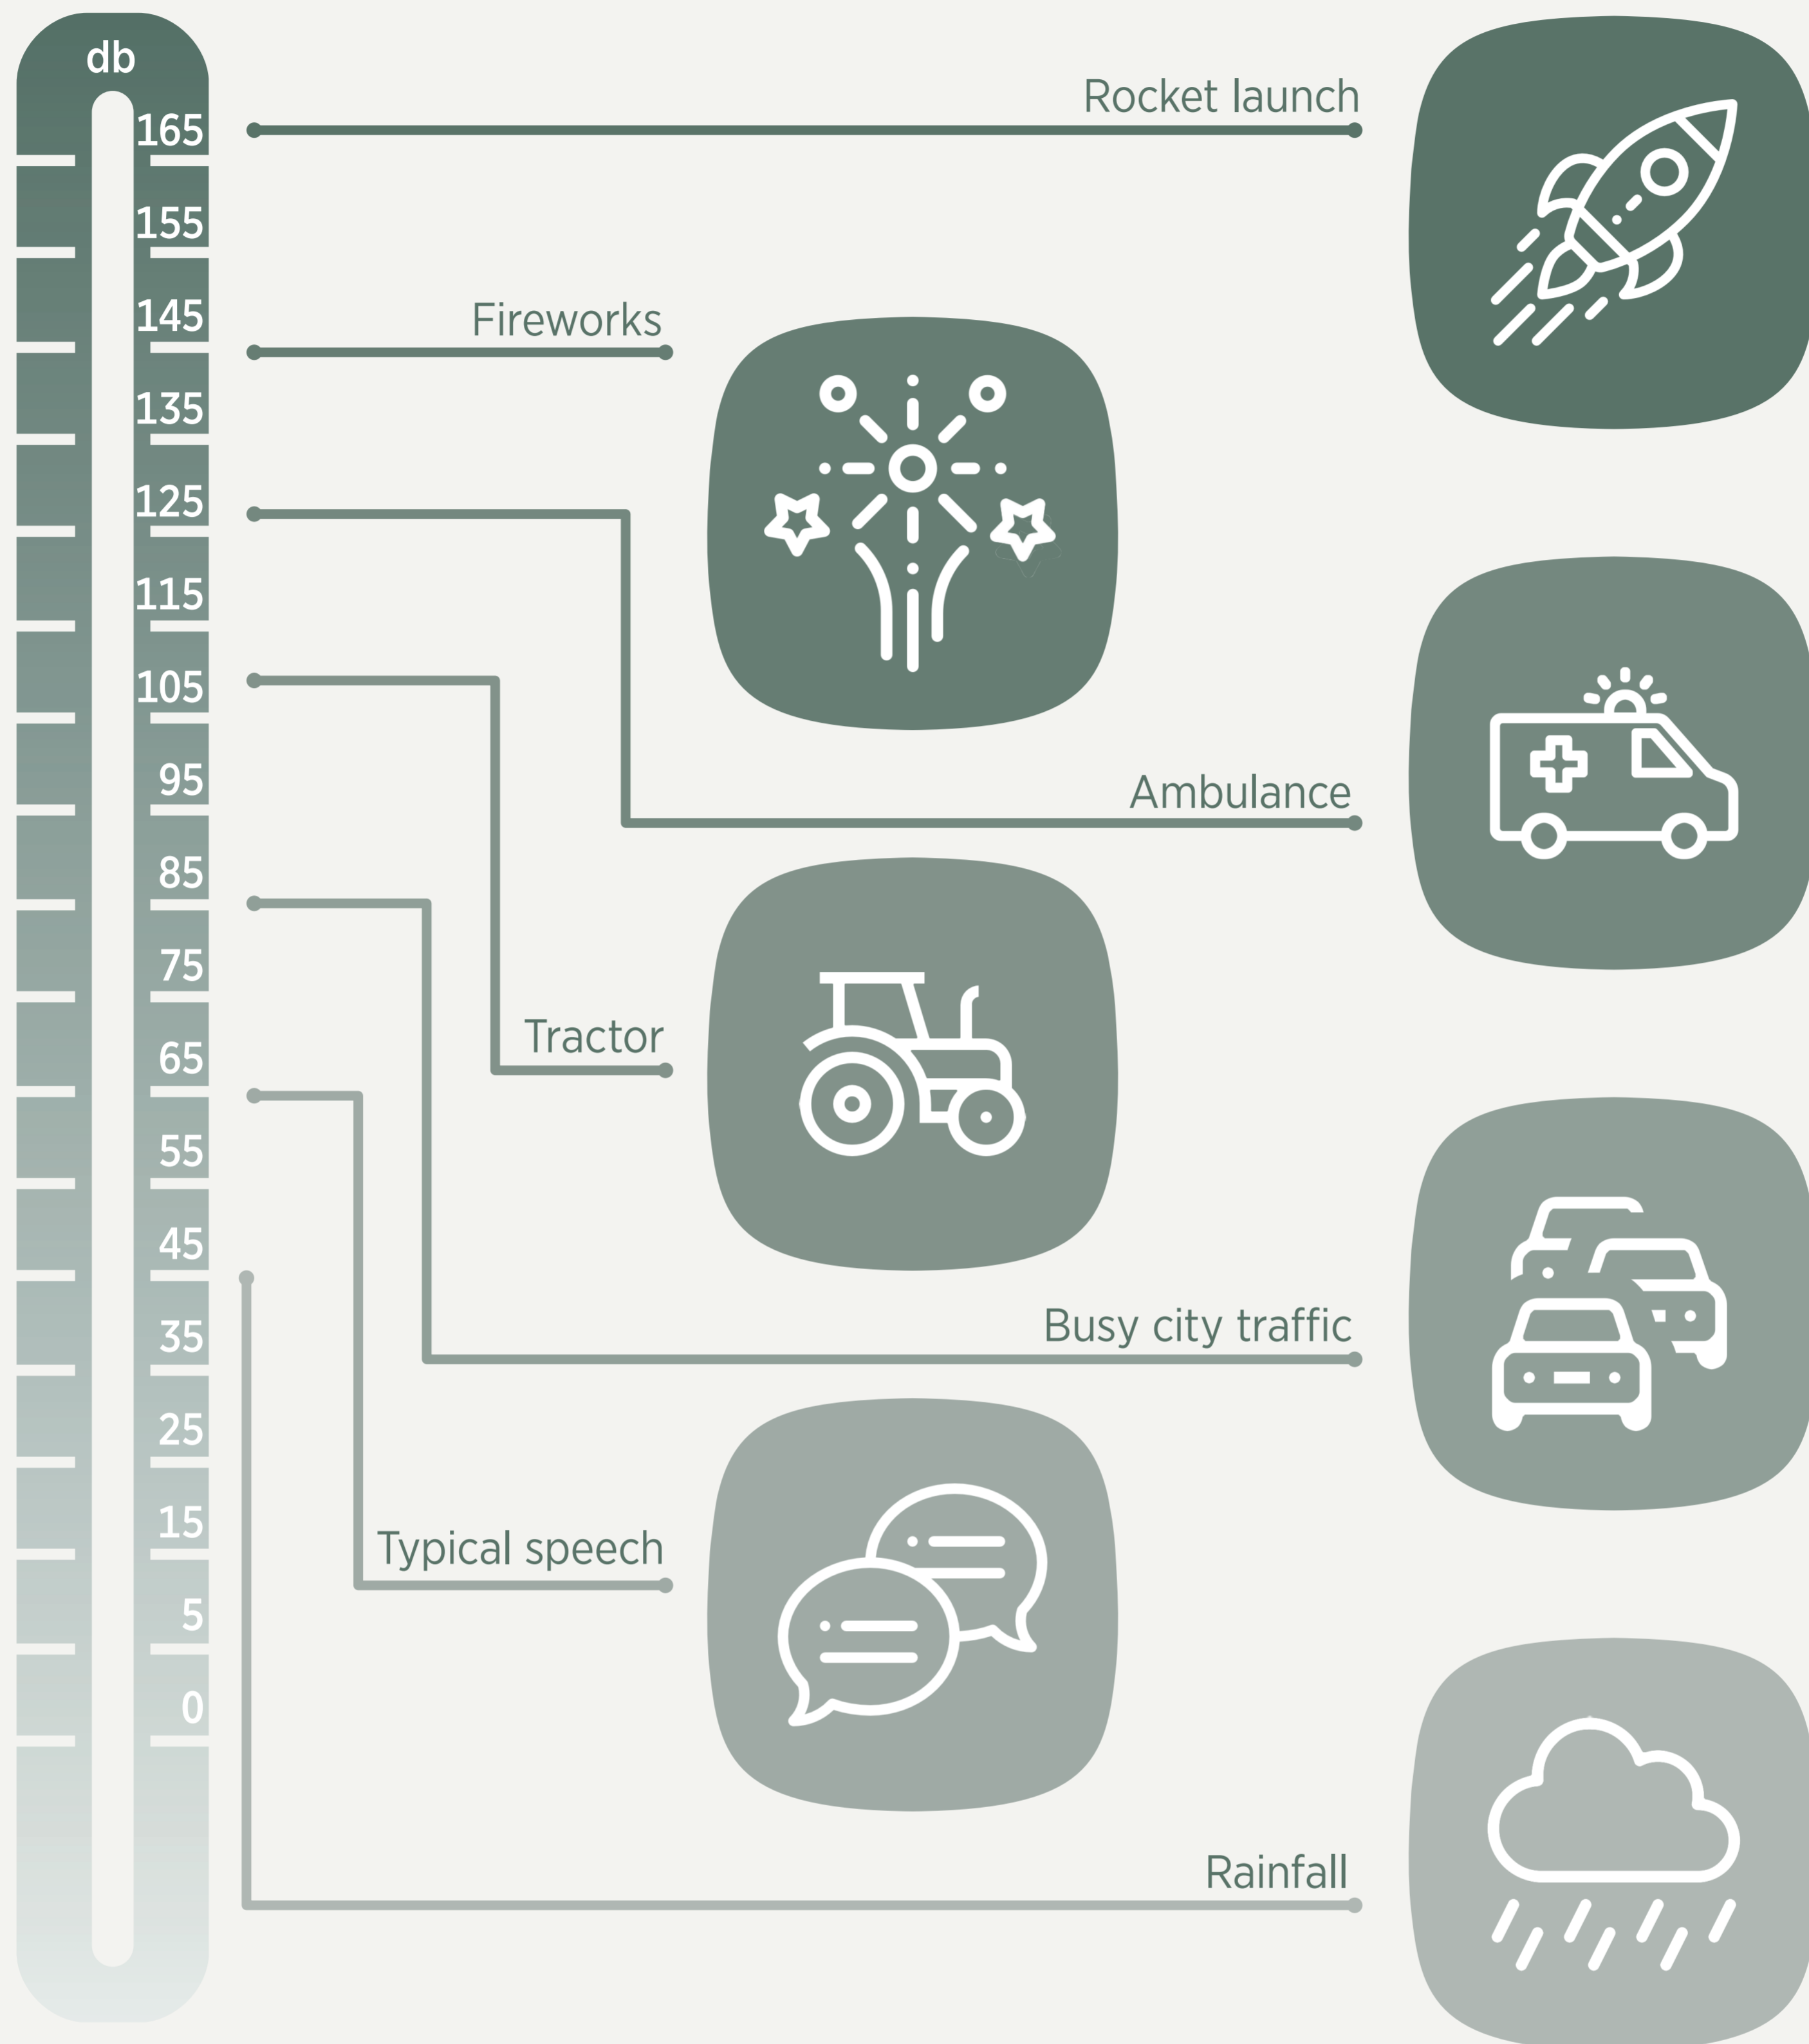 db
165
155
145
135
125
115
105
95
85
75
65
55
45
35
25
15
5
0
Rocket launch
Fireworks
Ambulance
Tractor
Busy city traffic
Typical speech
Rainfall